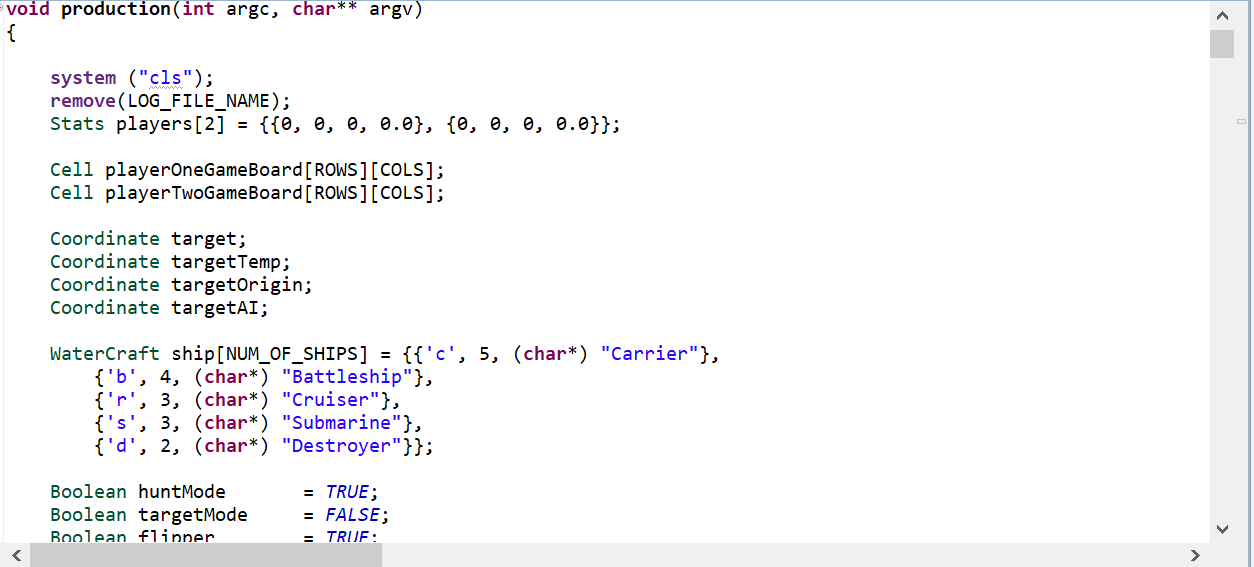 void production(int argc, char** argv)
{
system ("cls");
remove(LOG_FILE_NAME);
Stats players[2] = {{0, 0, 0, 0.0}, {0, 0, 0, 0.0}};
Cell playerOneGameBoard[ROWS][COLS];
Cell playerTwoGameBoard[ROWS][COLS];
Coordinate target;
Coordinate targetTemp;
Coordinate targetOrigin;
Coordinate targetAI;
WaterCraft ship[NUM_OF_SHIPS] = {{'c', 5, (char*) "Carrier"},
{'b', 4, (char*) "Battleship"},
{'r', 3, (char*) "Cruiser"},
{'s', 3, (char*) "Submarine"},
{'d', 2, (char*) "Destroyer"}};
Boolean huntMode = TRUE;
Boolean targetMode = FALSE;
Boolean flipper = TRUE;